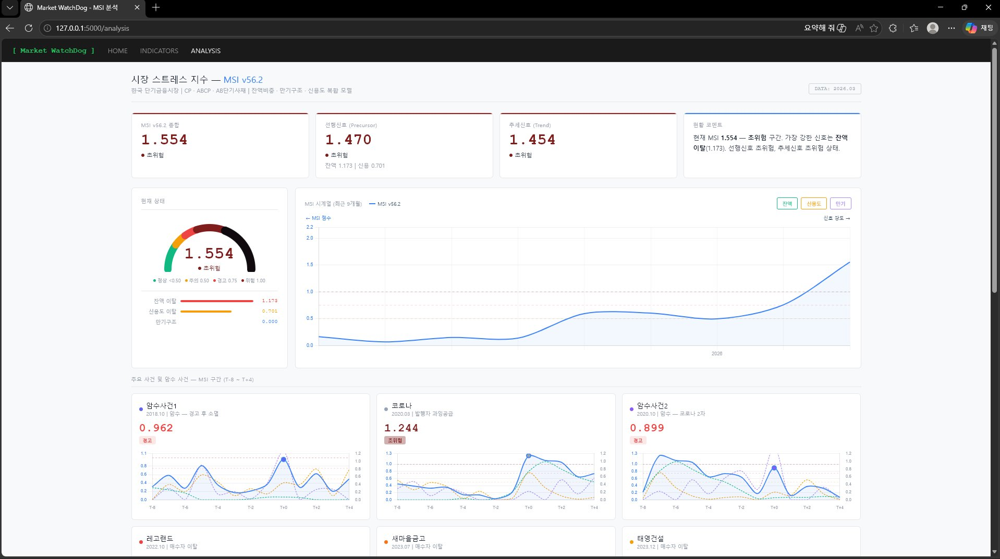 Market WatchDog - MSI 분석
127.0.0.1:5000/analysis
요약해 줘
채팅
[ Market WatchDog ]
HOME
INDICATORS
ANALYSIS
시장 스트레스 지수 — MSI v56.2
한국 단기금융시장 | CP · ABCP · AB단기사채 | 잔액비중 · 만기구조 · 신용도 복합 모델
DATA: 2026.03
MSI v56.2 종합
1.554
초위험
선행신호 (Precursor)
1.470
초위험
잔액 1.173 | 신용 0.701
추세신호 (Trend)
1.454
초위험
현황 코멘트
현재 MSI 1.554 — 초위험 구간. 가장 강한 신호는 잔액
이탈(1.173). 선행신호 초위험, 추세신호 초위험 상태.
현재 상태
1.554
초위험
정상 <0.50 주의 0.50 경고 0.75 위험 1.00
잔액 이탈 1.173
신용도 이탈 0.701
만기구조 0.000
MSI 시계열 (최근 9개월) MSI v56.2
잔액 신용도 만기
← MSI 점수
신호 강도 →
2.2
2.0
1.5
1.0
0.5
0.0
2026
주요 사건 및 암수 사건 — MSI 구간 (T-8 ~ T+4)
암수사건1
2018.10 | 암수 — 경고 후 소멸
0.962
경고
1.1
0.8
0.6
0.4
0.2
0.0
1.2
1.0
0.8
0.6
0.4
0.2
0.0
T-8 T-6 T-4 T-2 T+0 T+2 T+4
코로나
2020.03 | 발행자 과잉공급
1.244
초위험
1.3
1.0
0.8
0.6
0.4
0.2
0.0
1.2
1.0
0.8
0.6
0.4
0.2
0.0
T-8 T-6 T-4 T-2 T+0 T+2 T+4
암수사건2
2020.10 | 암수 — 코로나 2차
0.899
경고
1.3
1.0
0.8
0.6
0.4
0.2
0.0
1.2
1.0
0.8
0.6
0.4
0.2
0.0
T-8 T-6 T-4 T-2 T+0 T+2 T+4
레고랜드
2022.10 | 매수자 이탈
새마을금고
2023.07 | 매수자 이탈
태영건설
2023.12 | 매수자 이탈